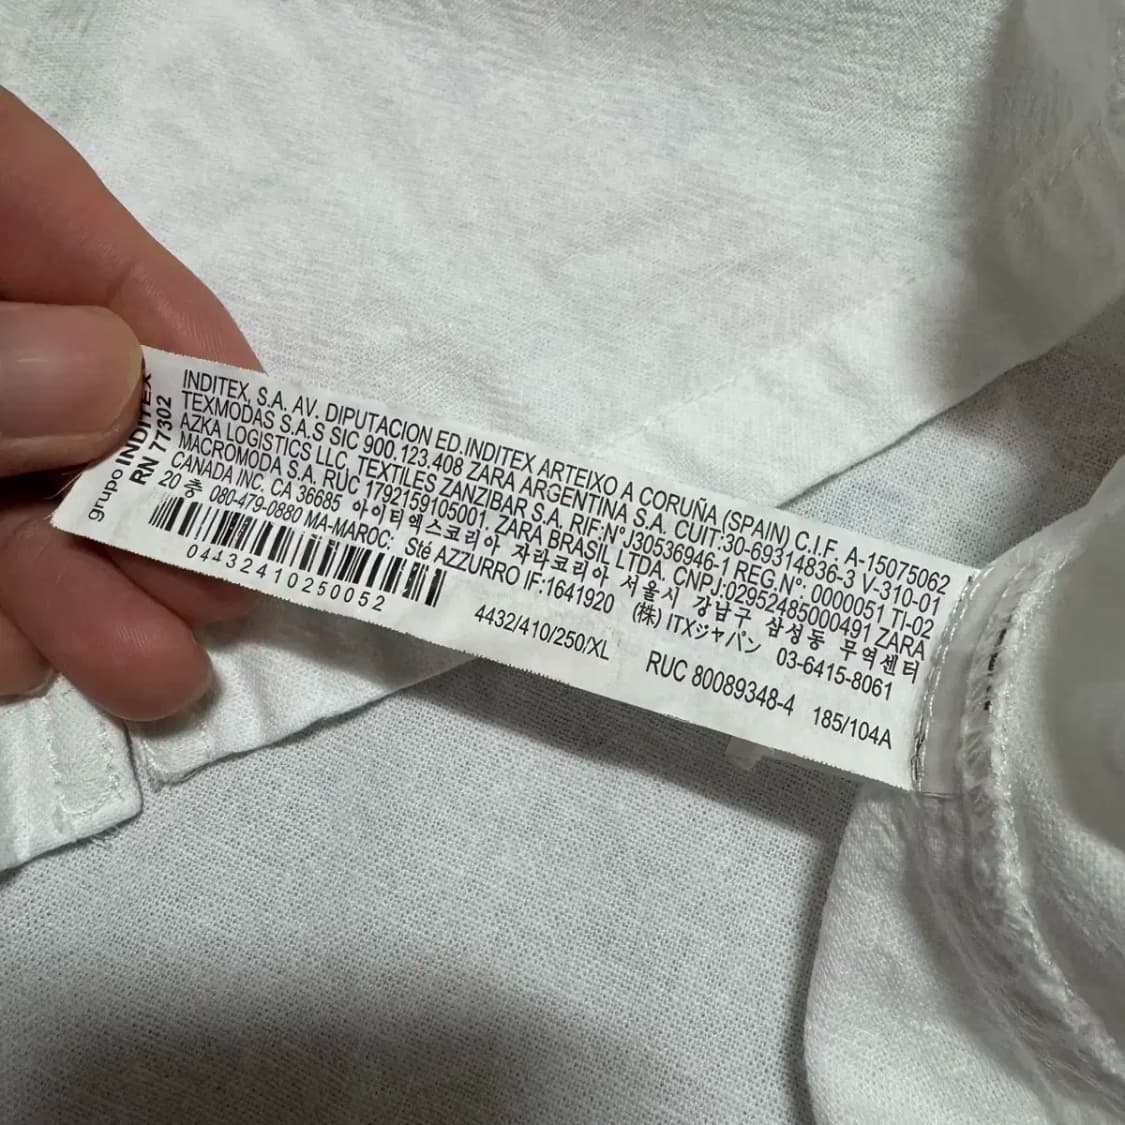 grupo INDITEX
RN 77302
INDITEX, S.A. AV. DIPUTACION ED.INDITEX ARTEIXO A CORUÑA (SPAIN) C.I.F. A-15075062
TEXMODAS S.A.S SIC 900.123.408 ZARA ARGENTINA S.A. CUIT:30-69314836-3 V-310-01
AZKA LOGISTICS LLC, TEXTILES ZANZIBAR S.A. RIF:Nº J30536946-1 REG.Nº: 0000051 TI-02
MACROMODA S.A. RUC 1792159105001. ZARA BRASIL LTDA. CNPJ:02952485000491 ZARA
CANADA INC. CA 36685 아이티엑스코리아 자라코리아 서울시 강남구 삼성동 무역센터
20 층 080-479-0880 MA-MAROC: Sté AZZURRO IF:1641920 (株) ITXジャパン 03-6415-8061
04432410250052
4432/410/250/XL RUC 80089348-4 185/104A